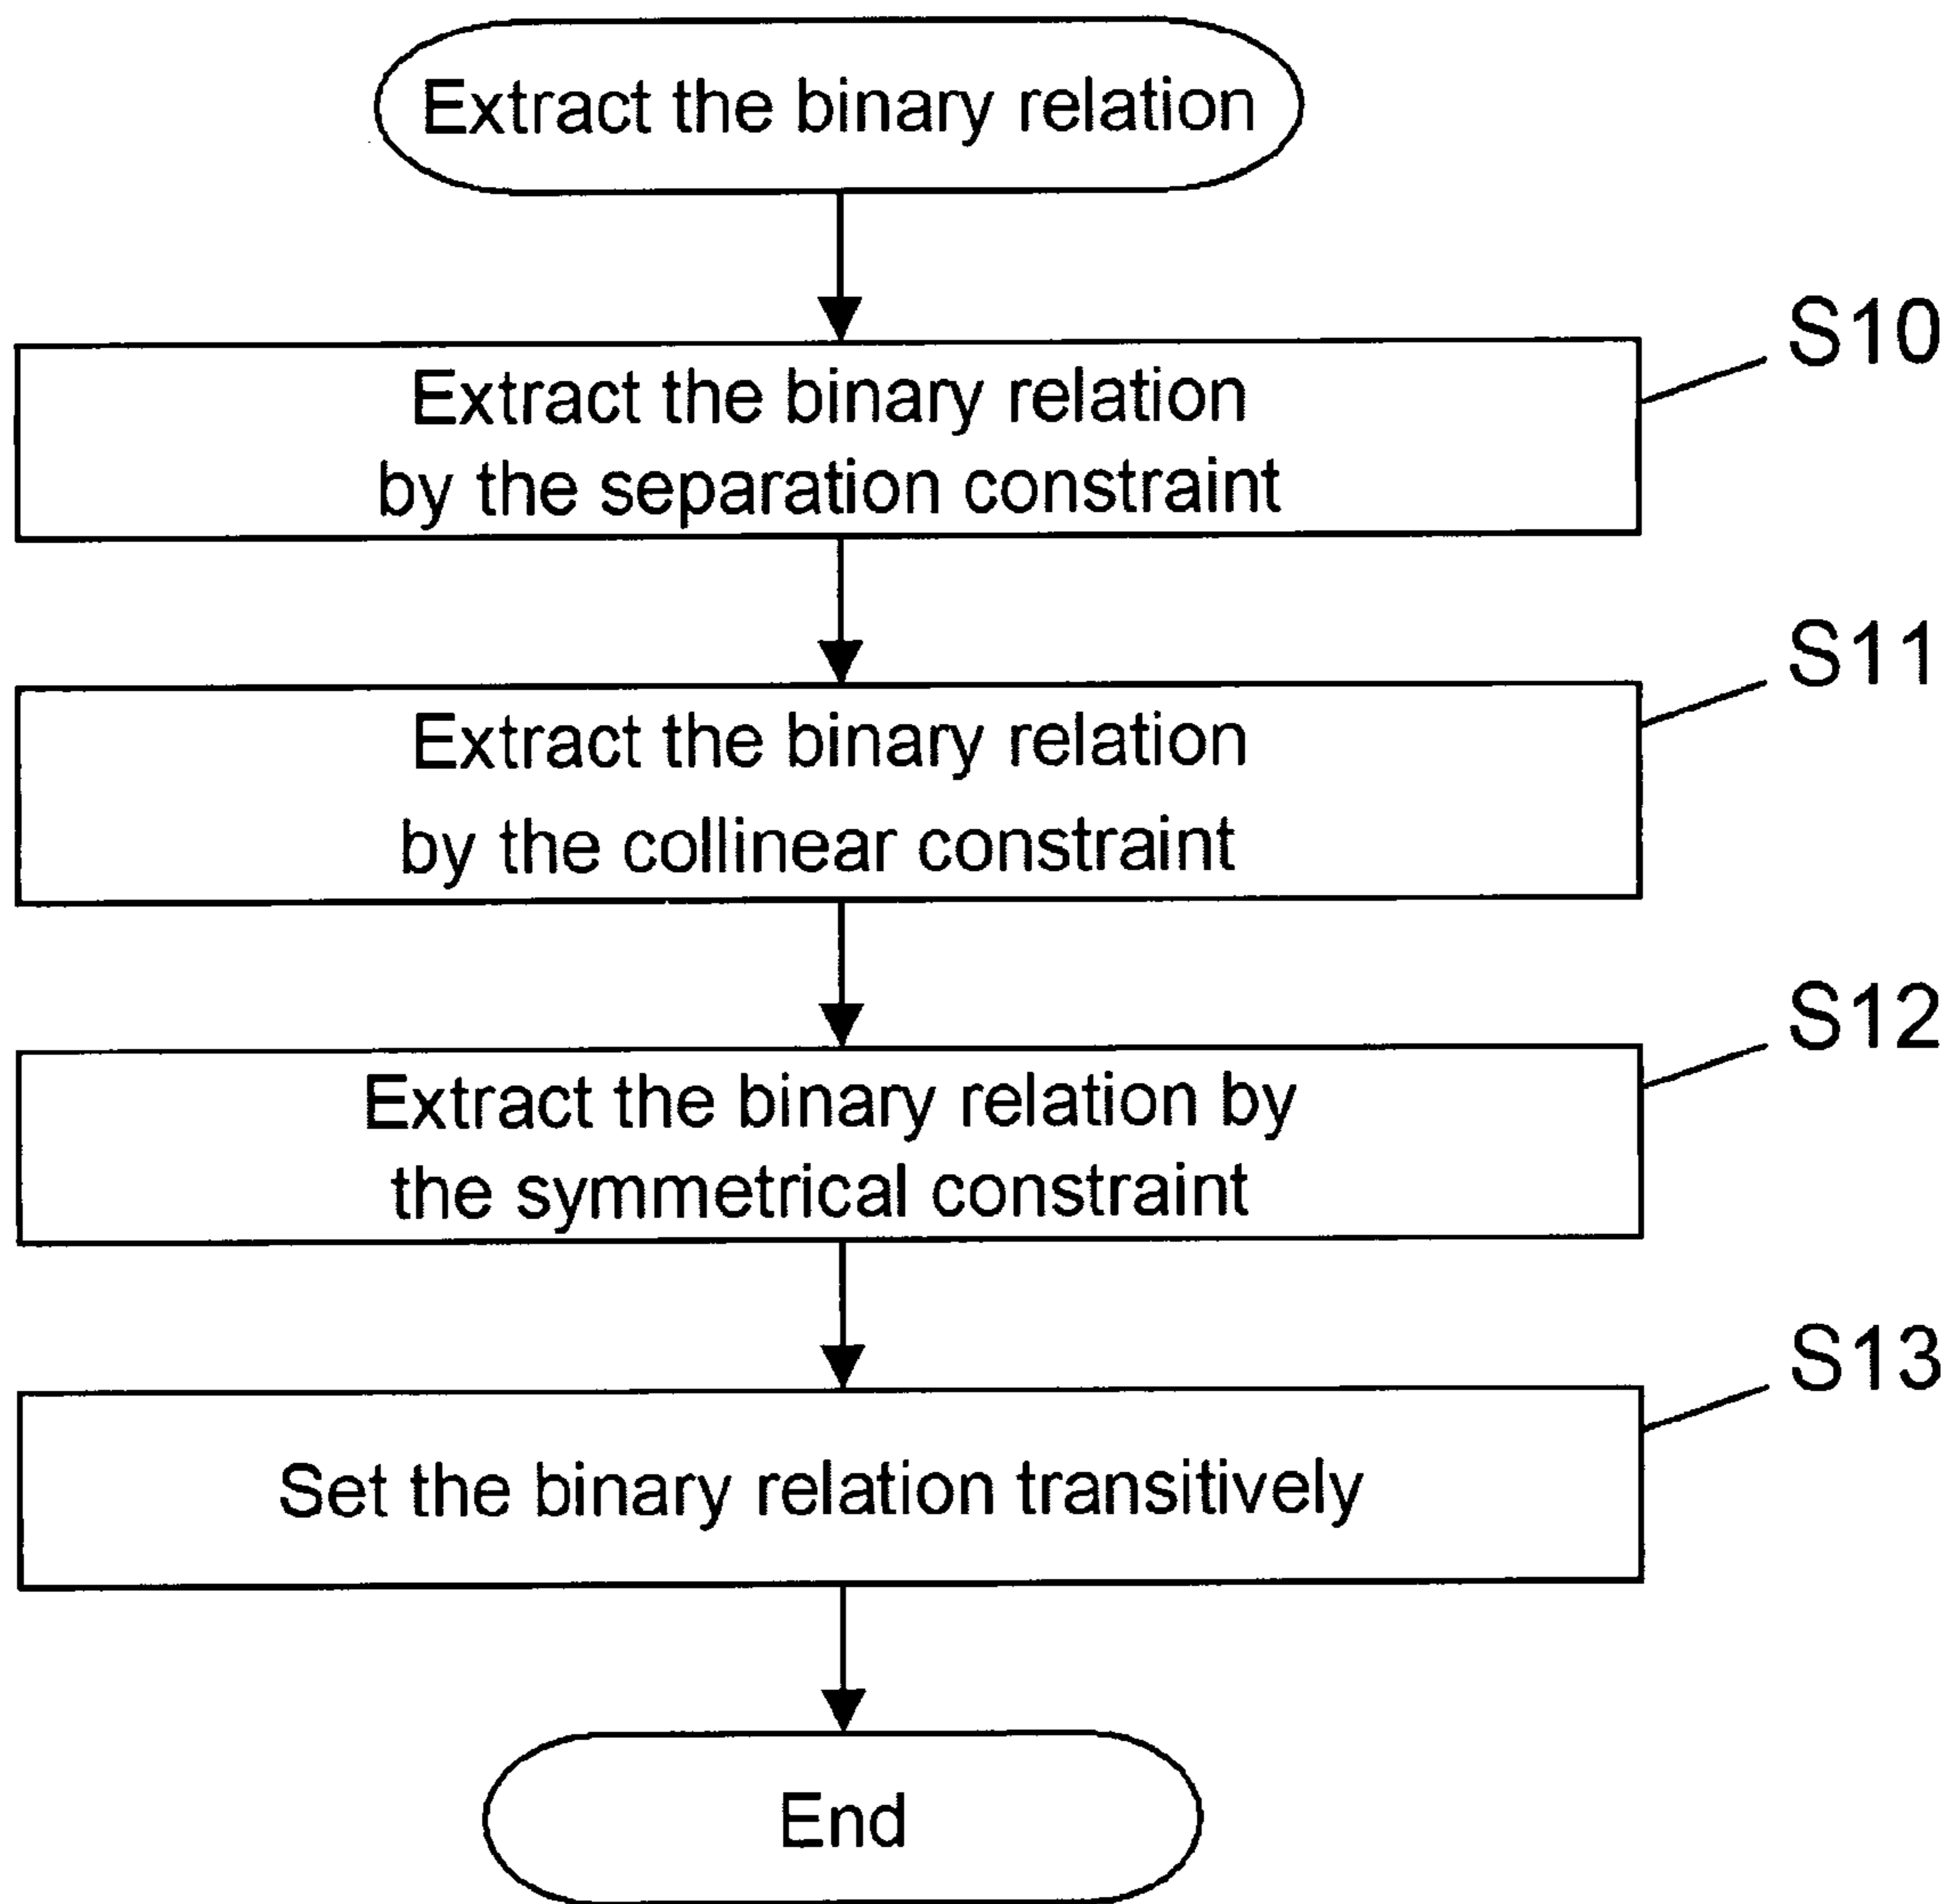 Extract the binary relation
S10
Extract the binary relation
by the separation constraint
S11
Extract the binary relation
by the collinear constraint
S12
Extract the binary relation by
the symmetrical constraint
S13
Set the binary relation transitively
End